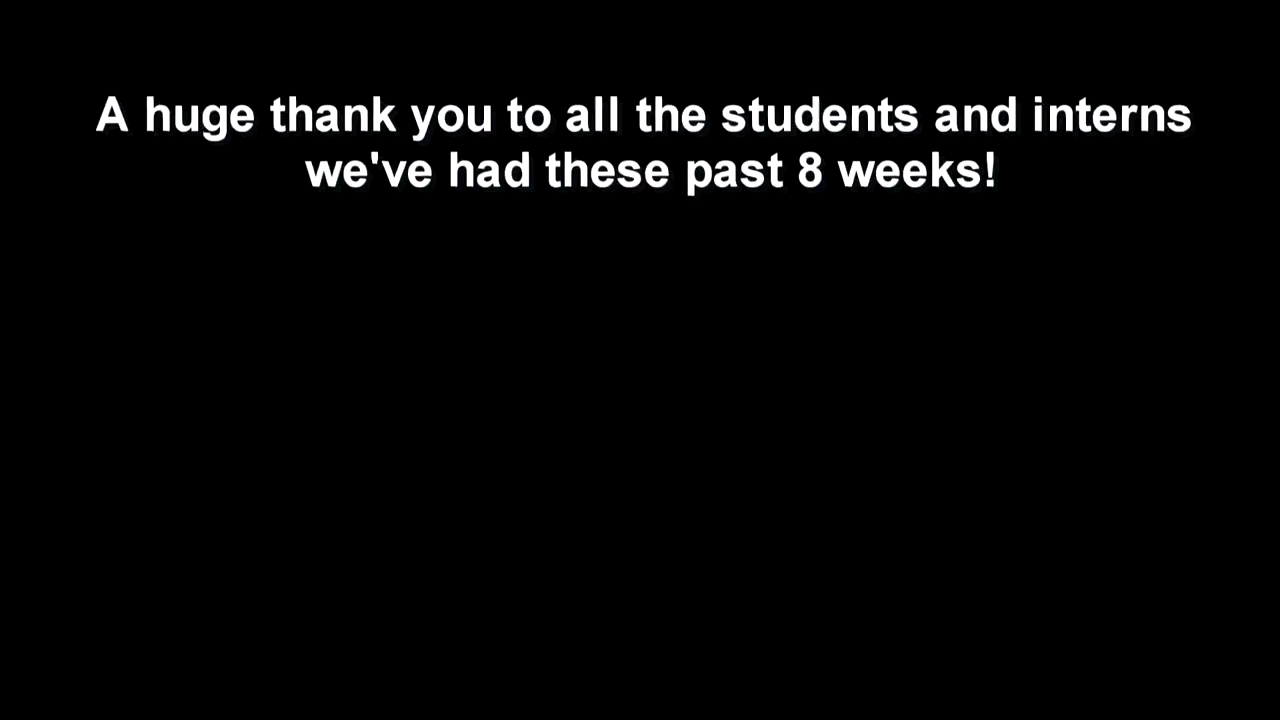 A huge thank you to all the students and interns
we've had these past 8 weeks!